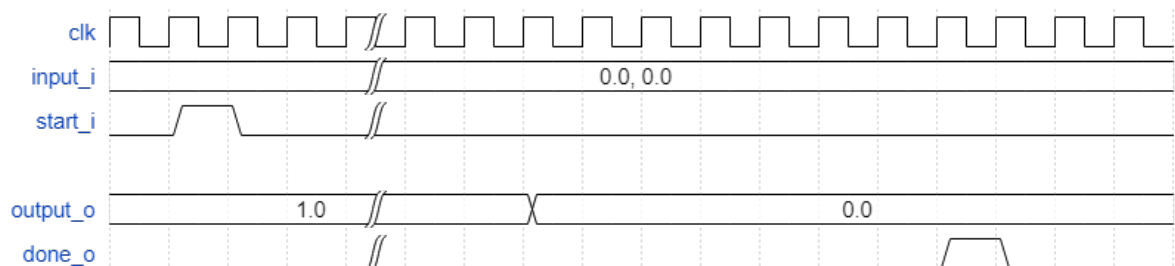 clk
input_i 0.0, 0.0
start_i
output_o 1.0 0.0
done_o